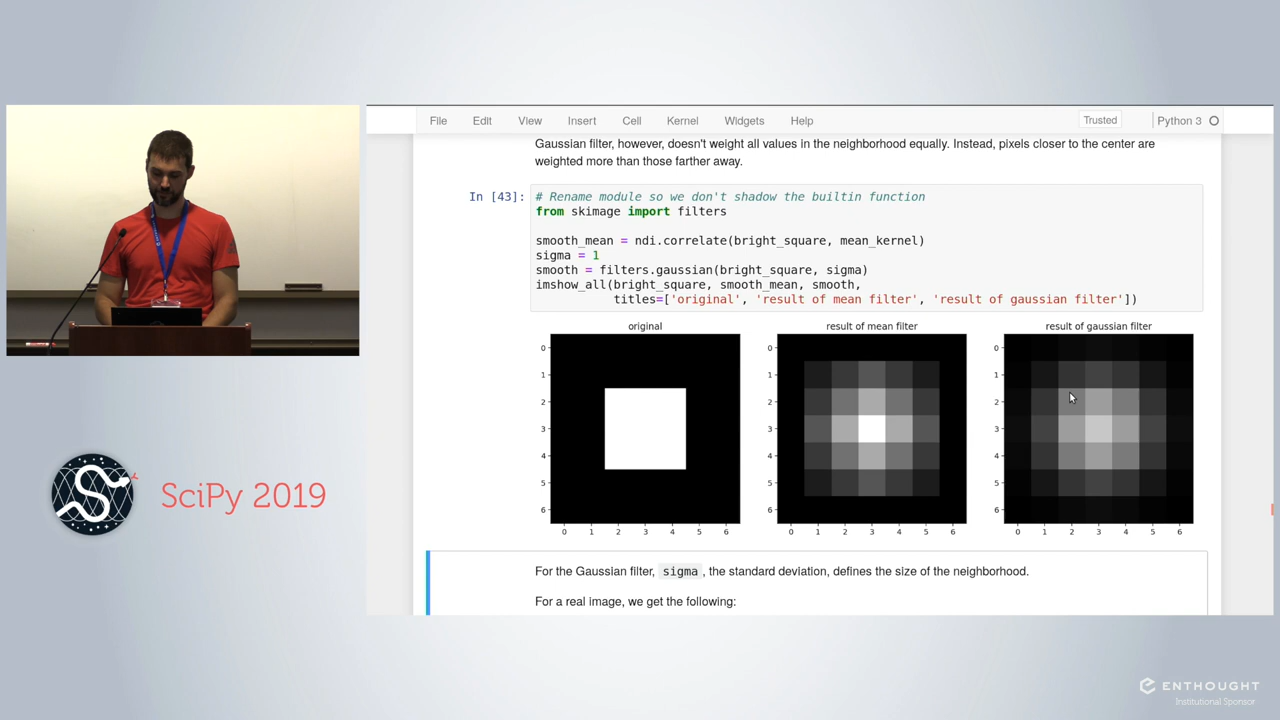 File Edit View Insert Cell Kernel Widgets Help Trusted Python 3
Gaussian filter, however, doesn't weight all values in the neighborhood equally. Instead, pixels closer to the center are
weighted more than those farther away.
In [43]: # Rename module so we don't shadow the builtin function
from skimage import filters
smooth_mean = ndi.correlate(bright_square, mean_kernel)
sigma = 1
smooth = filters.gaussian(bright_square, sigma)
imshow_all(bright_square, smooth_mean, smooth,
titles=['original', 'result of mean filter', 'result of gaussian filter'])
original result of mean filter result of gaussian filter
0 0 0
1 1 1
2 2 2
3 3 3
4 4 4
5 5 5
6 6 6
0 1 2 3 4 5 6 0 1 2 3 4 5 6 0 1 2 3 4 5 6
For the Gaussian filter, sigma, the standard deviation, defines the size of the neighborhood.
For a real image, we get the following:
SciPy 2019
ENTHOUGHT
Institutional Sponsor